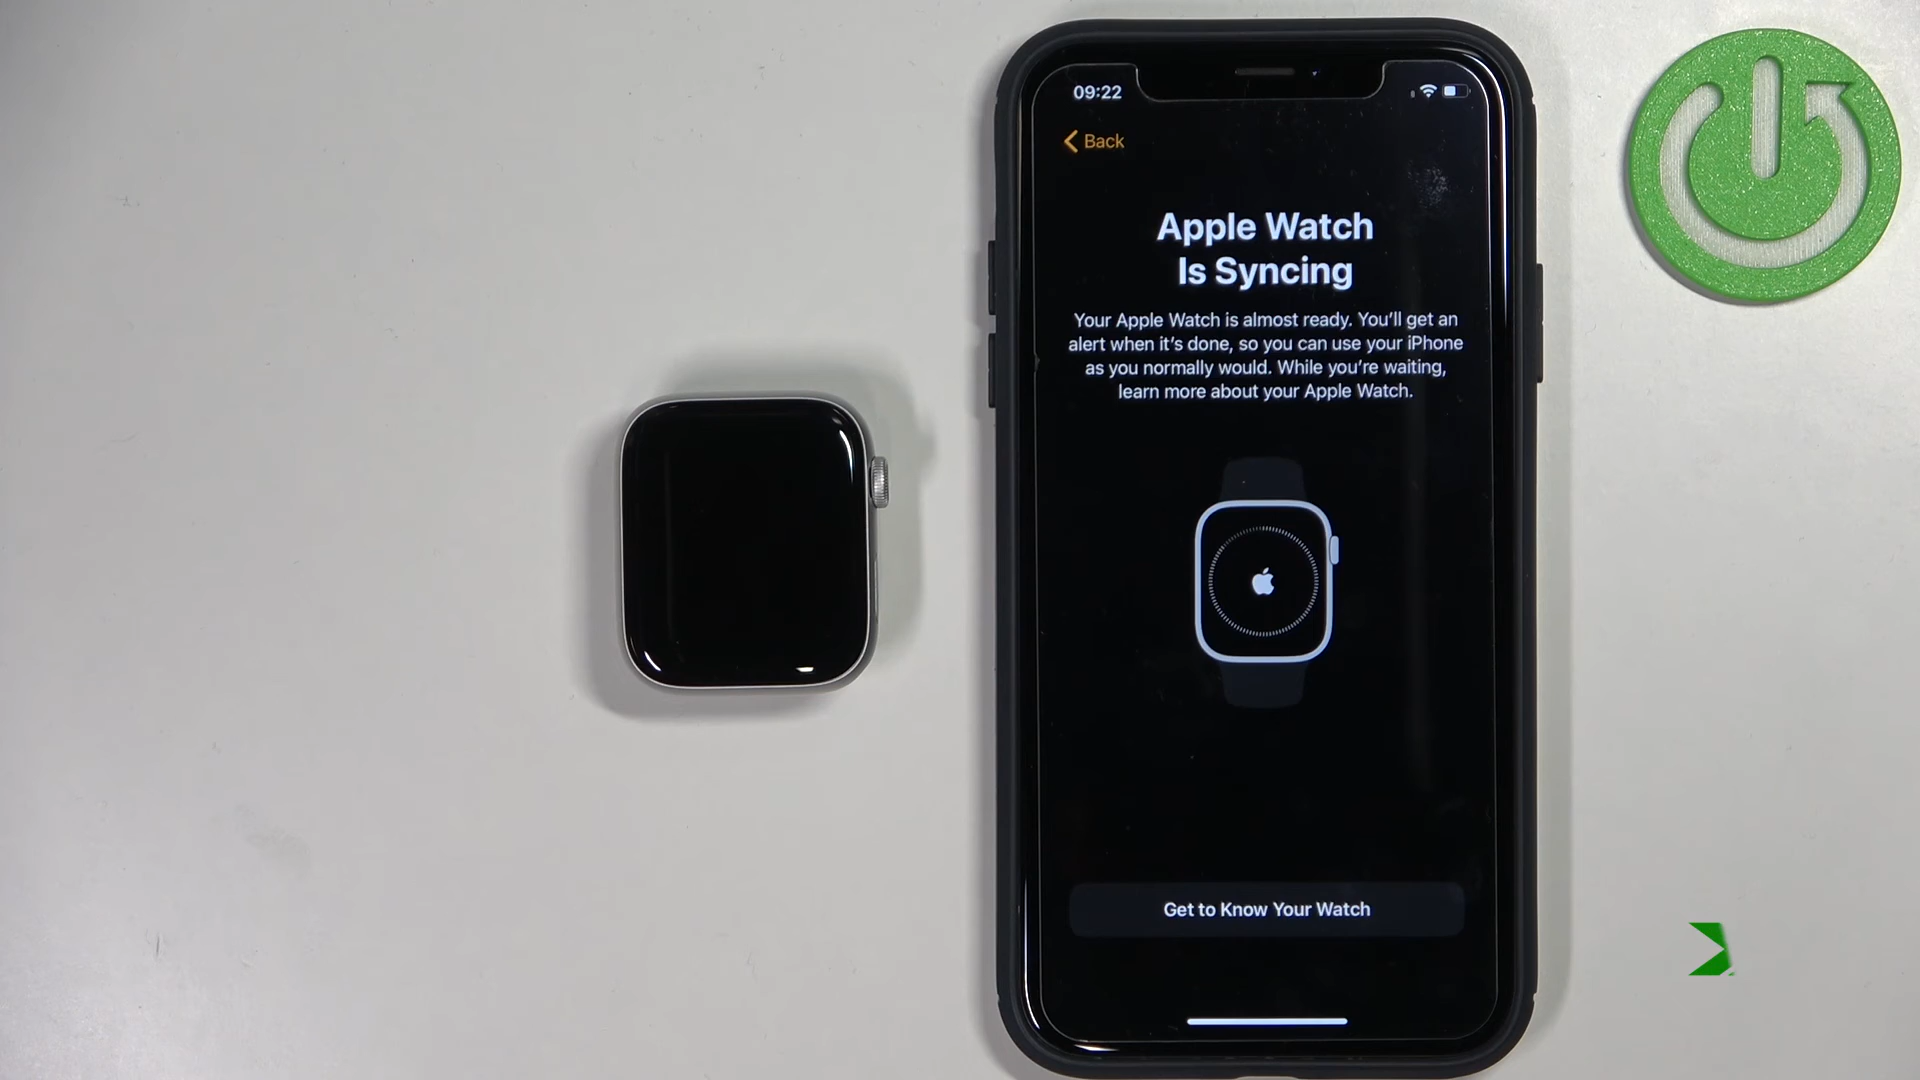 09:22
Back
Apple Watch
Is Syncing
Your Apple Watch is almost ready. You'll get an
alert when it's done, so you can use your iPhone
as you normally would. While you're waiting,
learn more about your Apple Watch.
Get to Know Your Watch